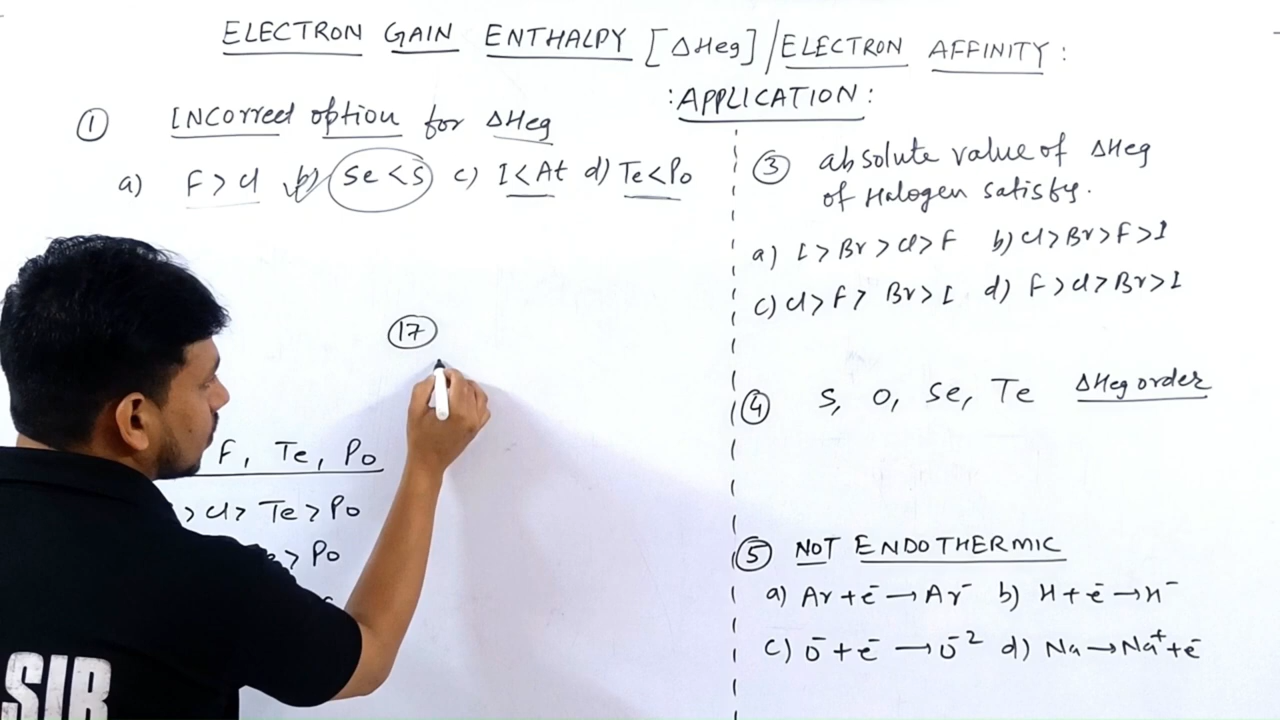 ELECTRON GAIN ENTHALPY [ΔHeg]/ELECTRON AFFINITY:
:APPLICATION:
① INCorrect option for ΔHeg
a) F>Cl b) Se<S c) I<At d) Te<Po
⑰
F, Te, Po
>Cl>Te>Po
>Po
③ absolute value of ΔHeg
of Halogen satisfy.
a) I>Br>Cl>F b) Cl>Br>F>I
c) Cl>F>Br>I d) F>Cl>Br>I
④ S, O, Se, Te ΔHeg order
⑤ NOT ENDOTHERMIC
a) Ar+e⁻→Ar⁻ b) H+e⁻→H⁻
c) O⁻+e⁻→O⁻² d) Na→Na⁺+e⁻
SIR